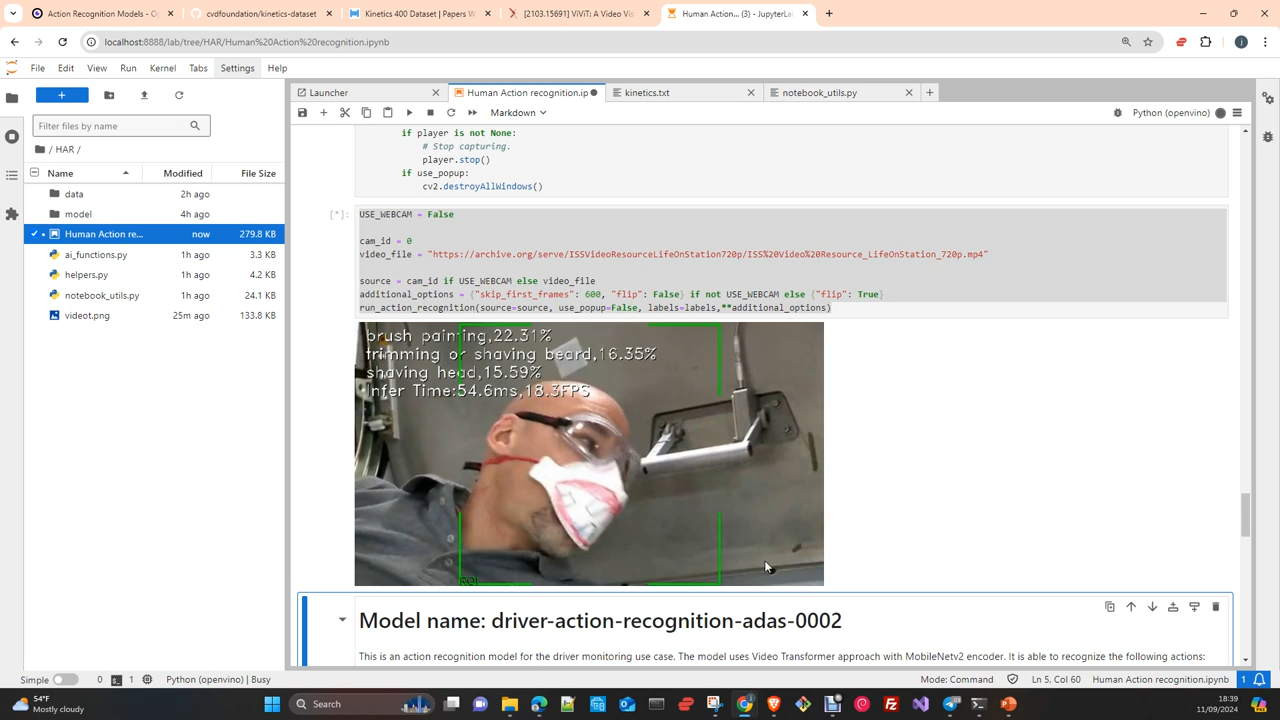 Action Recognition Models - Op
cvdfoundation/kinetics-dataset
Kinetics 400 Dataset | Papers W
[2103.15691] ViViT: A Video Vis
Human Action... (3) - JupyterLa
localhost:8888/lab/tree/HAR/Human%20Action%20recognition.ipynb
File Edit View Run Kernel Tabs Settings Help
Launcher
Human Action recognition.ip
kinetics.txt
notebook_utils.py
Markdown
Python (openvino)
Filter files by name
/ HAR /
Name Modified File Size
data 2h ago
model 4h ago
Human Action re... now 279.8 KB
ai_functions.py 1h ago 3.3 KB
helpers.py 1h ago 4.2 KB
notebook_utils.py 1h ago 24.1 KB
videot.png 25m ago 133.8 KB
if player is not None:
# Stop capturing.
player.stop()
if use_popup:
cv2.destroyAllWindows()
[*]:
USE_WEBCAM = False
cam_id = 0
video_file = "https://archive.org/serve/ISSVideoResourceLifeOnStation720p/ISS%20Video%20Resource_LifeOnStation_720p.mp4"
source = cam_id if USE_WEBCAM else video_file
additional_options = {"skip_first_frames": 600, "flip": False} if not USE_WEBCAM else {"flip": True}
run_action_recognition(source=source, use_popup=False, labels=labels,**additional_options)
brush painting,22.31%
trimming or shaving beard,16.35%
shaving head,15.59%
Infer Time:54.6ms,18.3FPS
ROI
Model name: driver-action-recognition-adas-0002
This is an action recognition model for the driver monitoring use case. The model uses Video Transformer approach with MobileNetv2 encoder. It is able to recognize the following actions:
Simple 0 1 Python (openvino) | Busy
Mode: Command Ln 5, Col 60 Human Action recognition.ipynb 1
54°F
Mostly cloudy
Search
18:39
11/09/2024